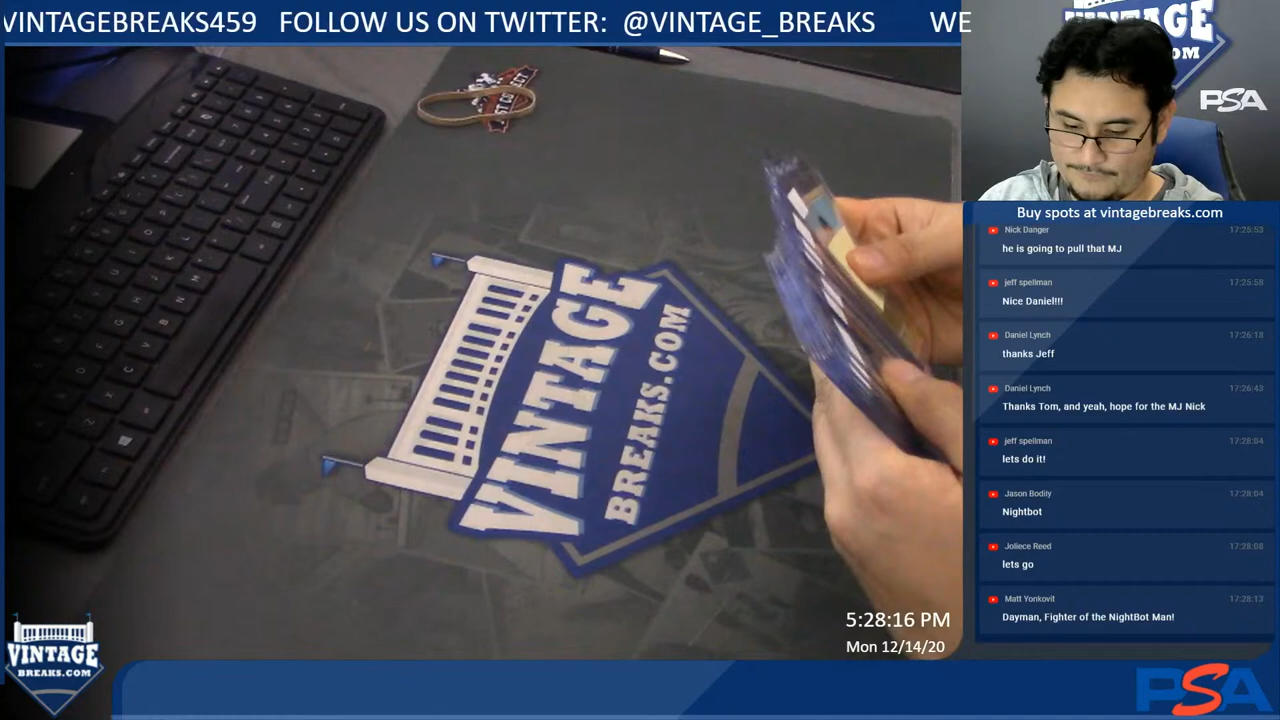 VINTAGEBREAKS459 FOLLOW US ON TWITTER: @VINTAGE_BREAKS WE
PSA
Buy spots at vintagebreaks.com
Nick Danger 17:25:53
he is going to pull that MJ
jeff spellman 17:25:58
Nice Daniel!!!
Daniel Lynch 17:26:18
thanks Jeff
Daniel Lynch 17:26:43
Thanks Tom, and yeah, hope for the MJ Nick
jeff spellman 17:28:04
lets do it!
Jason Bodily 17:28:04
Nightbot
Joliece Reed 17:28:08
lets go
Matt Yonkovit 17:28:13
Dayman, Fighter of the NightBot Man!
VINTAGE
BREAKS.COM
5:28:16 PM
Mon 12/14/20
VINTAGE
BREAKS.COM
PSA